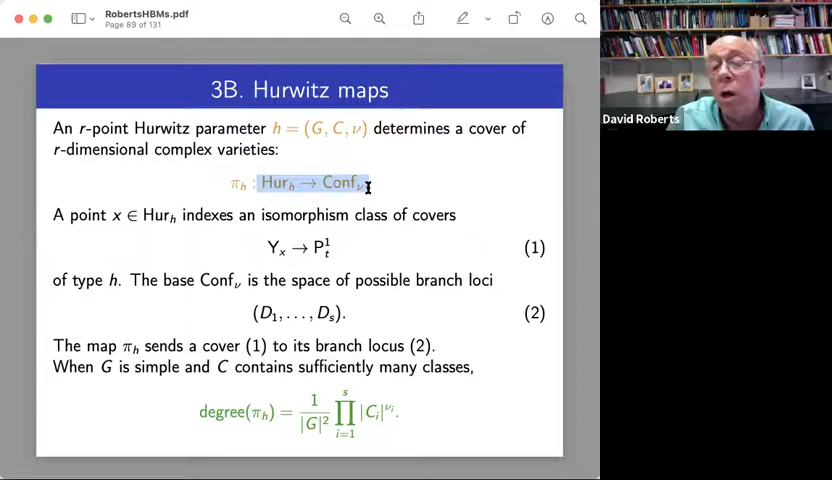 RobertsHBMs.pdf
Page 89 of 131
David Roberts
3B. Hurwitz maps
An r-point Hurwitz parameter h = (G, C, ν) determines a cover of
r-dimensional complex varieties:
π_h : Hur_h → Conf_ν
A point x ∈ Hur_h indexes an isomorphism class of covers
Y_x → P^1_t (1)
of type h. The base Conf_ν is the space of possible branch loci
(D_1, . . . , D_s). (2)
The map π_h sends a cover (1) to its branch locus (2).
When G is simple and C contains sufficiently many classes,
degree(π_h) = 1/|G|^2 ∏_{i=1}^{s} |C_i|^{ν_i}.